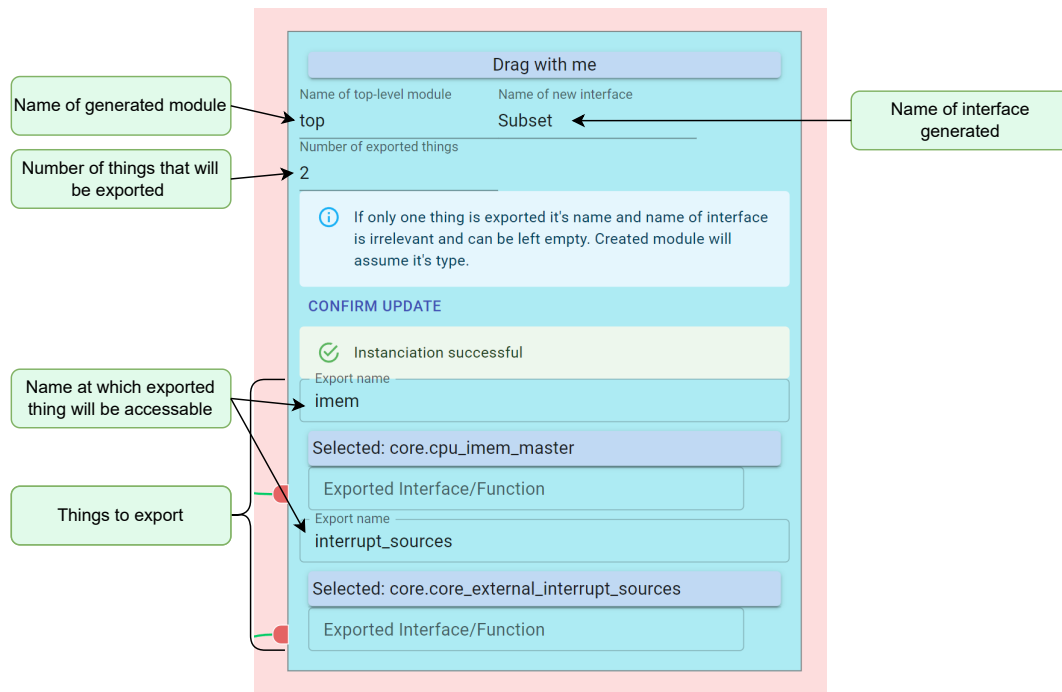 Drag with me
Name of generated module
Name of top-level module
Name of new interface
top
Subset
Name of interface
generated
Number of exported things
Number of things that will
be exported
2
If only one thing is exported it's name and name of interface
is irrelevant and can be left empty. Created module will
assume it's type.
CONFIRM UPDATE
Instanciation successful
Name at which exported
thing will be accessable
Export name
imem
Selected: core.cpu_imem_master
Exported Interface/Function
Things to export
Export name
interrupt_sources
Selected: core.core_external_interrupt_sources
Exported Interface/Function